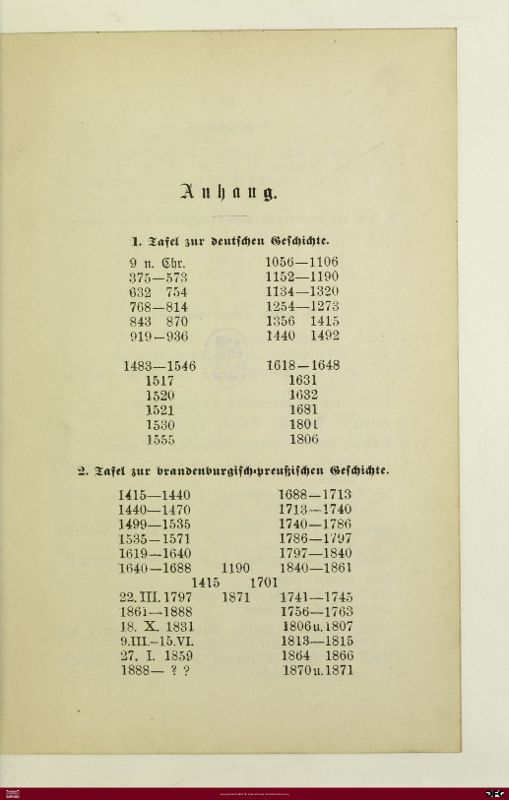 Anhang.
1. Tafel zur deutschen Geschichte.
9 n. Chr. 1056—1106
375—573 1152—1190
632 754 1134—1320
768—814 1254—1273
843 870 1356 1415
919—936 1440 1492
1483—1546 1618—1648
1517 1631
1520 1632
1521 1681
1530 1801
1555 1806
2. Tafel zur brandenburgisch-preußischen Geschichte.
1415—1440 1688—1713
1440—1470 1713—1740
1499—1535 1740—1786
1535—1571 1786—1797
1619—1640 1797—1840
1640—1688 1190 1840—1861
1415 1701
22. III. 1797 1871 1741—1745
1861—1888 1756—1763
18. X. 1831 1806 u. 1807
9.III.—15.VI. 1813—1815
27. I. 1859 1864 1866
1888— ? ? 1870 u. 1871